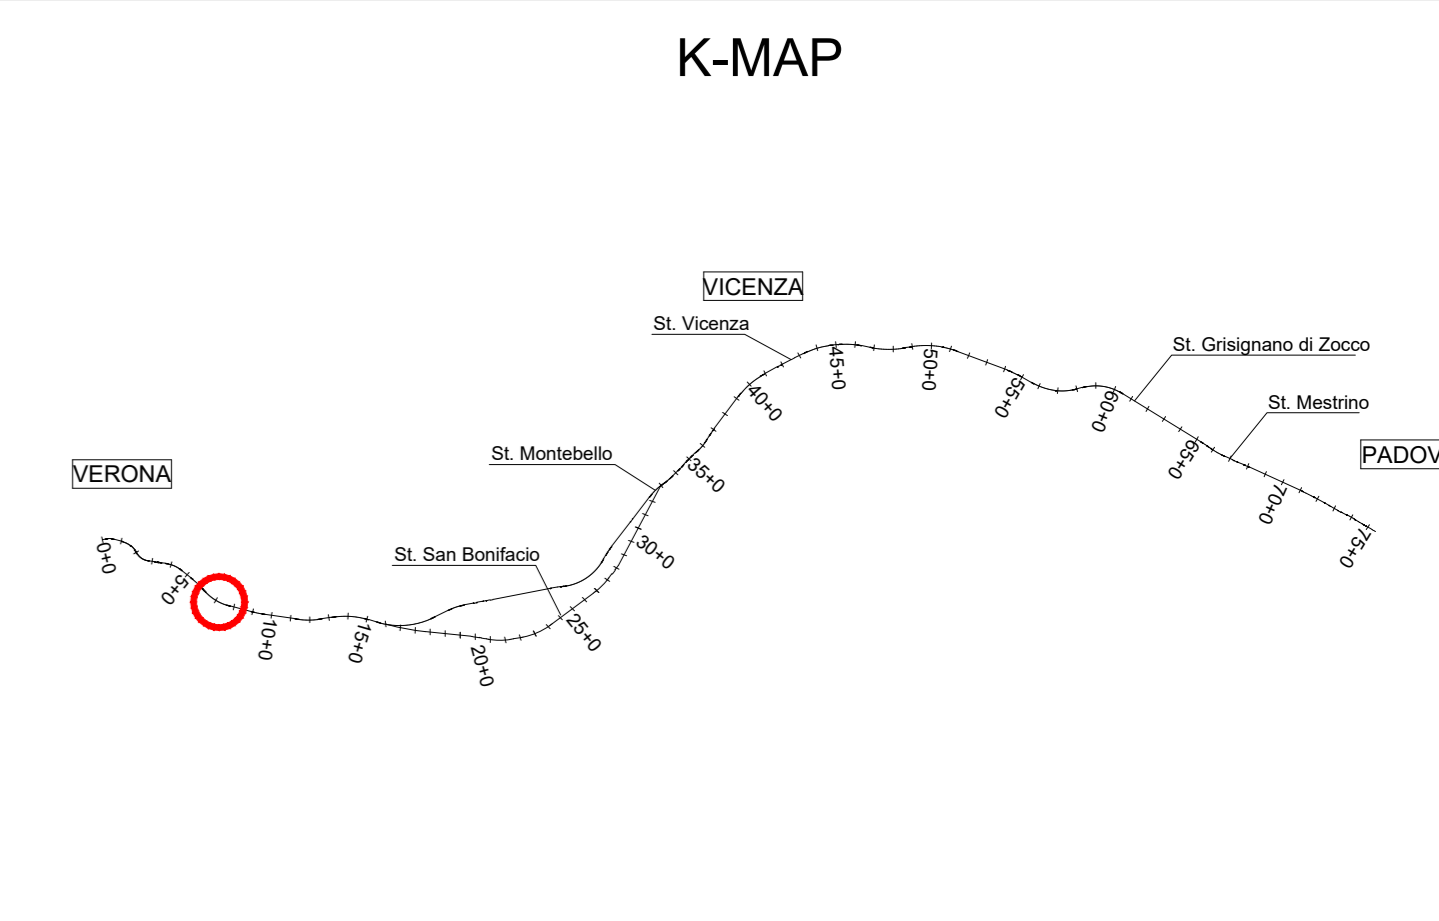 K-MAP
VICENZA
St. Vicenza
St. Grisignano di Zocco
St. Mestrino
PADOV
St. Montebello
VERONA
St. San Bonifacio
0+0
5+0
10+0
15+0
20+0
25+0
30+0
35+0
40+0
45+0
50+0
55+0
60+0
65+0
70+0
75+0